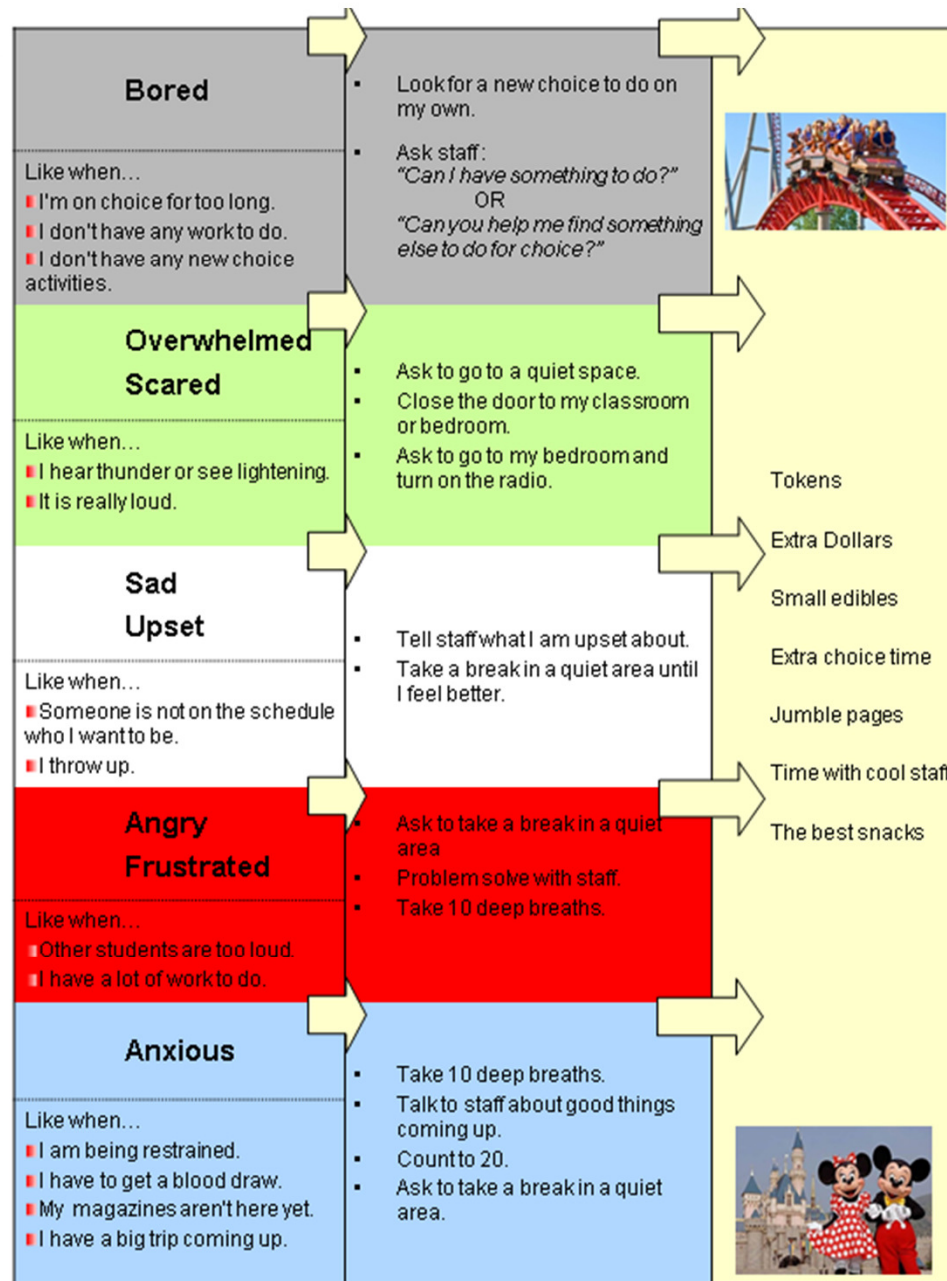 Bored
Like when...
I'm on choice for too long.
I don't have any work to do.
I don't have any new choice
activities.
Look for a new choice to do on
my own.
Ask staff:
"Can I have something to do?"
OR
"Can you help me find something
else to do for choice?"
Overwhelmed
Scared
Like when...
I hear thunder or see lightening.
It is really loud.
Ask to go to a quiet space.
Close the door to my classroom
or bedroom.
Ask to go to my bedroom and
turn on the radio.
Sad
Upset
Like when...
Someone is not on the schedule
who I want to be.
I throw up.
Tell staff what I am upset about.
Take a break in a quiet area until
I feel better.
Angry
Frustrated
Like when...
Other students are too loud.
I have a lot of work to do.
Ask to take a break in a quiet
area
Problem solve with staff.
Take 10 deep breaths.
Anxious
Like when...
I am being restrained.
I have to get a blood draw.
My magazines aren't here yet.
I have a big trip coming up.
Take 10 deep breaths.
Talk to staff about good things
coming up.
Count to 20.
Ask to take a break in a quiet
area.
Tokens
Extra Dollars
Small edibles
Extra choice time
Jumble pages
Time with cool staff
The best snacks